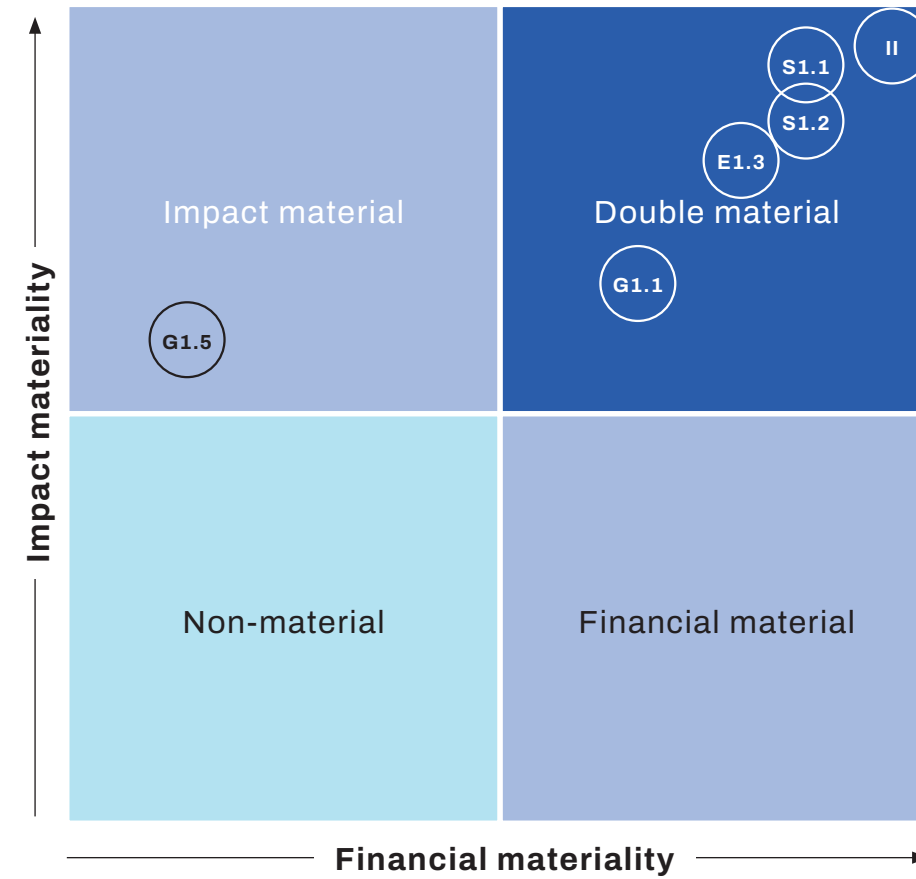 II
S1.1
S1.2
E1.3
Impact material
Double material
G1.1
G1.5
Impact materiality
Non-material
Financial material
Financial materiality